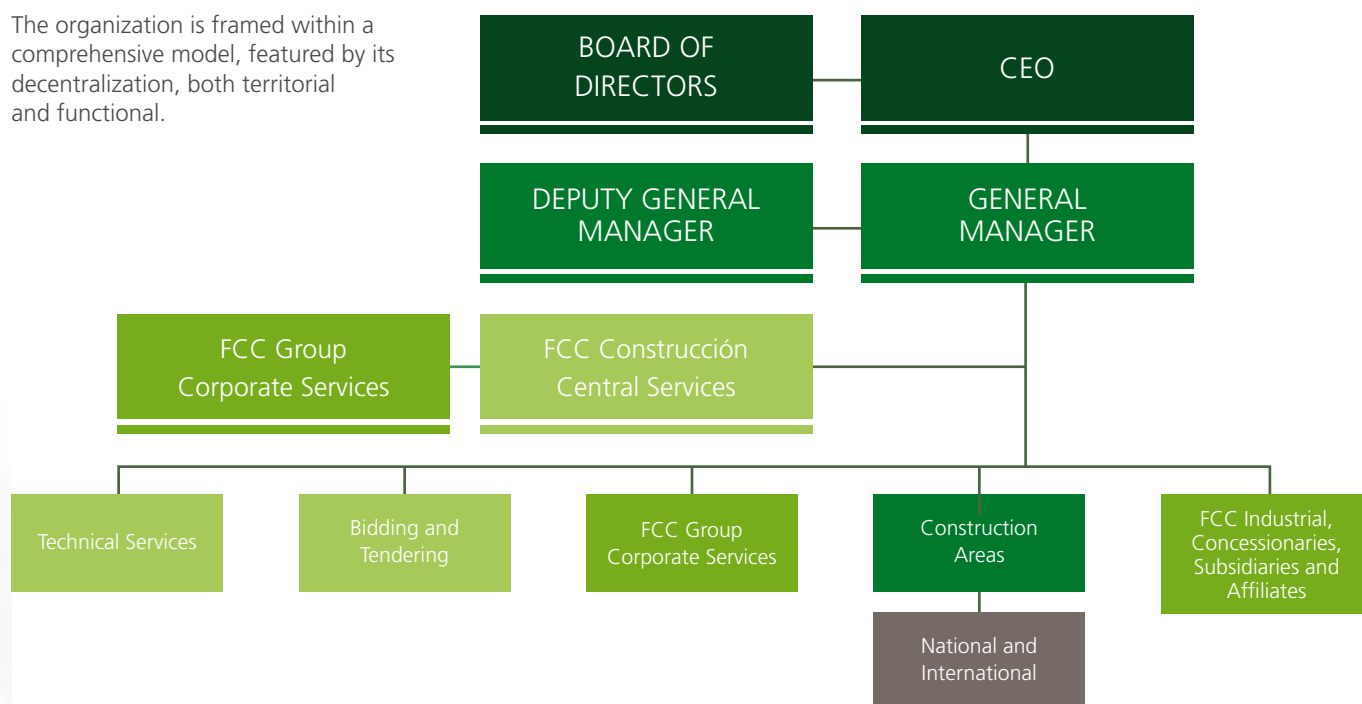 The organization is framed within a
comprehensive model, featured by its
decentralization, both territorial
and functional.
BOARD OF
DIRECTORS
CEO
DEPUTY GENERAL
MANAGER
GENERAL
MANAGER
FCC Group
Corporate Services
FCC Construcción
Central Services
Technical Services
Bidding and
Tendering
FCC Group
Corporate Services
Construction
Areas
FCC Industrial,
Concessionaries,
Subsidiaries and
Affiliates
National and
International